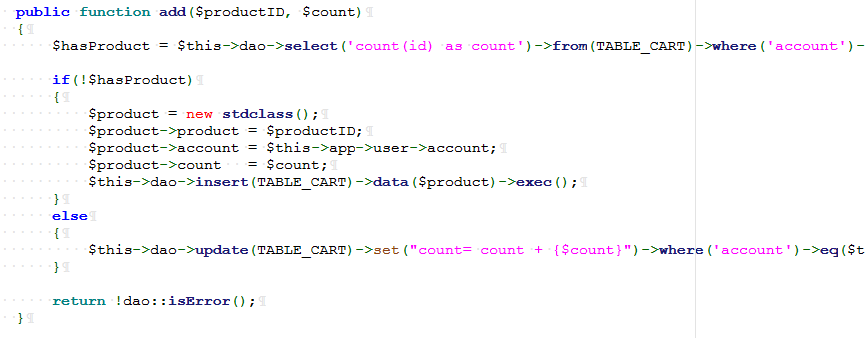 public function add($productID, $count)
{
$hasProduct = $this->dao->select('count(id) as count')->from(TABLE_CART)->where('account')-
if(!$hasProduct)
{
$product = new stdclass();
$product->product = $productID;
$product->account = $this->app->user->account;
$product->count   = $count;
$this->dao->insert(TABLE_CART)->data($product)->exec();
}
else
{
$this->dao->update(TABLE_CART)->set("count= count + {$count}")->where('account')->eq($t
}
return !dao::isError();
}